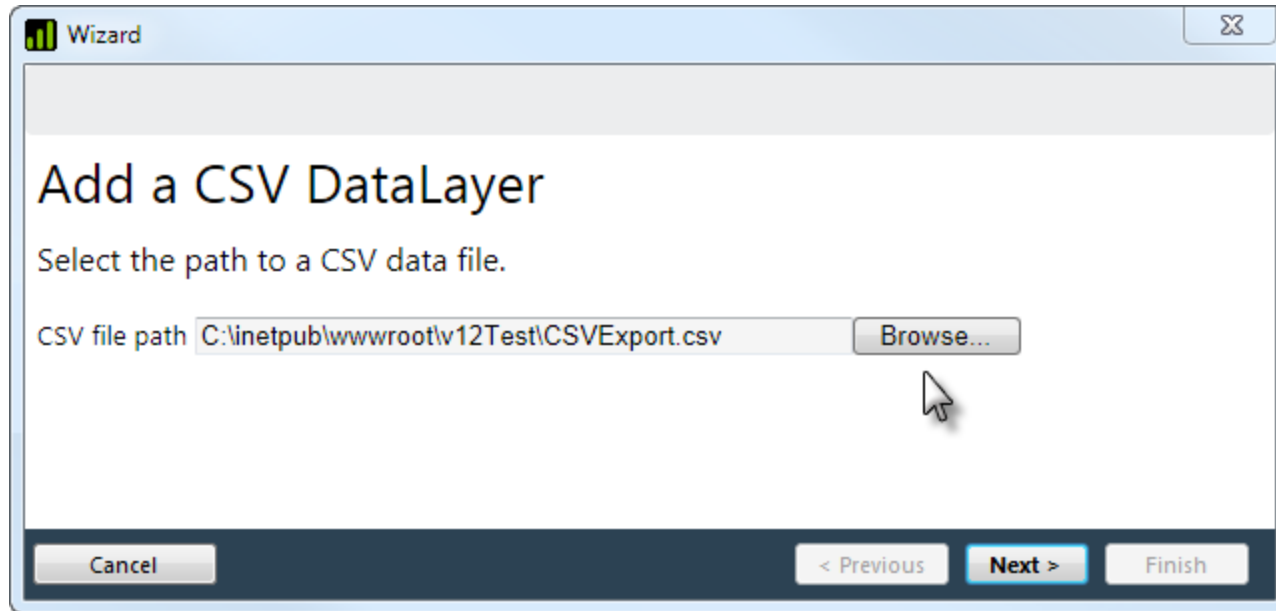 Wizard
Add a CSV DataLayer
Select the path to a CSV data file.
CSV file path C:\inetpub\wwwroot\v12Test\CSVExport.csv Browse...
Cancel < Previous Next > Finish